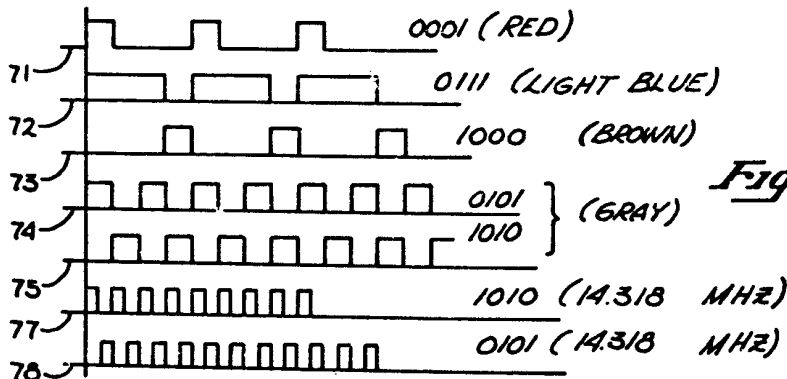 0001 (RED)
71
0111 (LIGHT BLUE)
72
1000 (BROWN)
73
Fig
0101
74
(GRAY)
1010
75
1010 (14.318 MHZ)
77
0101 (14.318 MHZ)
78